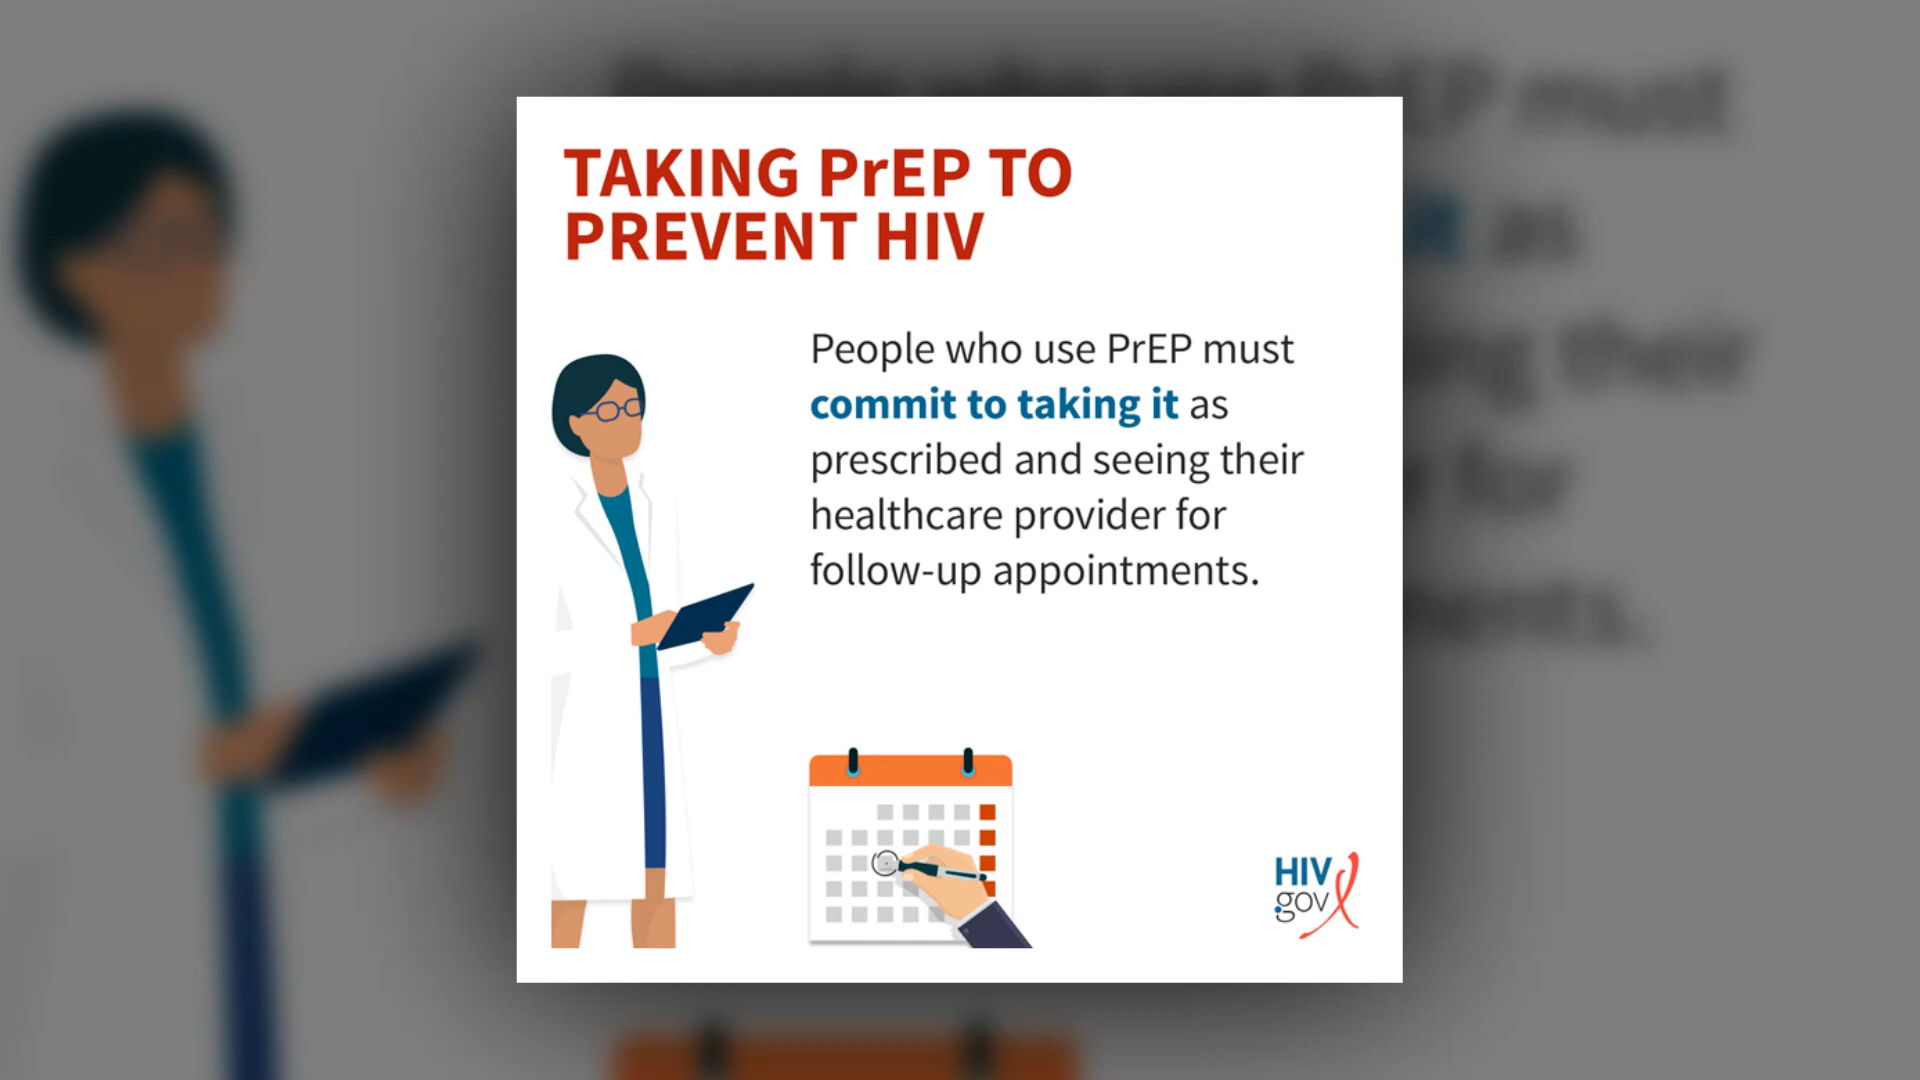 TAKING PrEP TO
PREVENT HIV
People who use PrEP must
commit to taking it as
prescribed and seeing their
healthcare provider for
follow-up appointments.
HIV
.gov